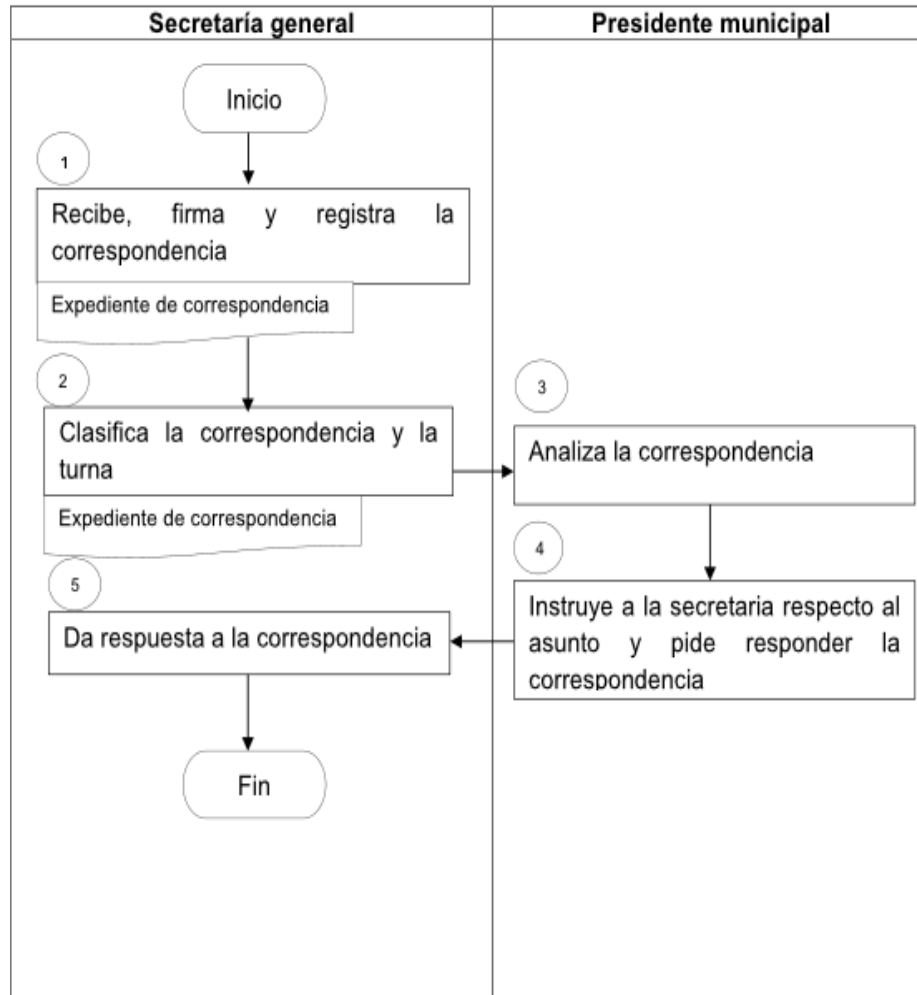 Secretaría general
Presidente municipal
Inicio
1
Recibe, firma y registra la
correspondencia
Expediente de correspondencia
2
Clasifica la correspondencia y la
turna
Expediente de correspondencia
3
Analiza la correspondencia
4
Instruye a la secretaria respecto al
asunto y pide responder la
correspondencia
5
Da respuesta a la correspondencia
Fin